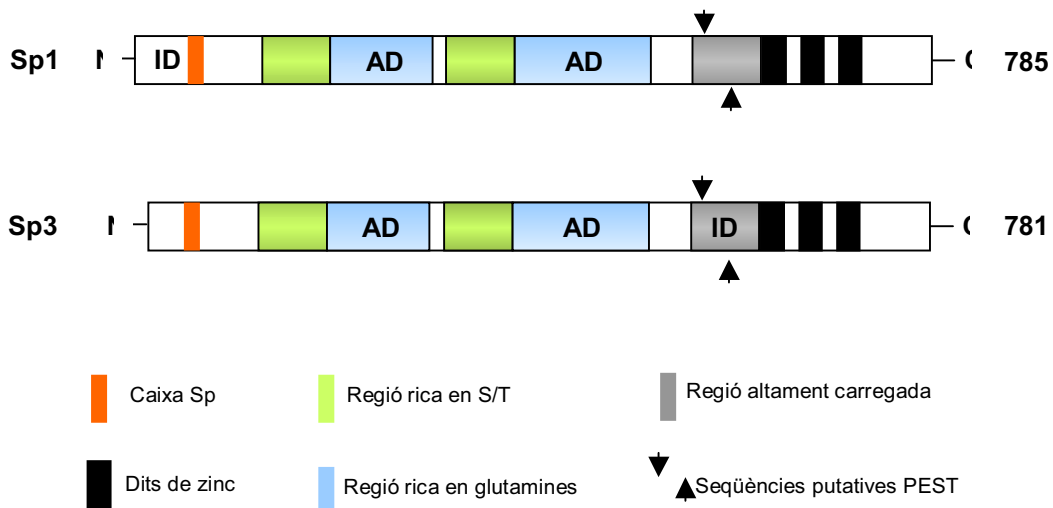 Sp1 ID AD AD 785
Sp3 AD AD ID 781
Caixa Sp Regió rica en S/T Regió altament carregada
Dits de zinc Regió rica en glutamines Seqüències putatives PEST